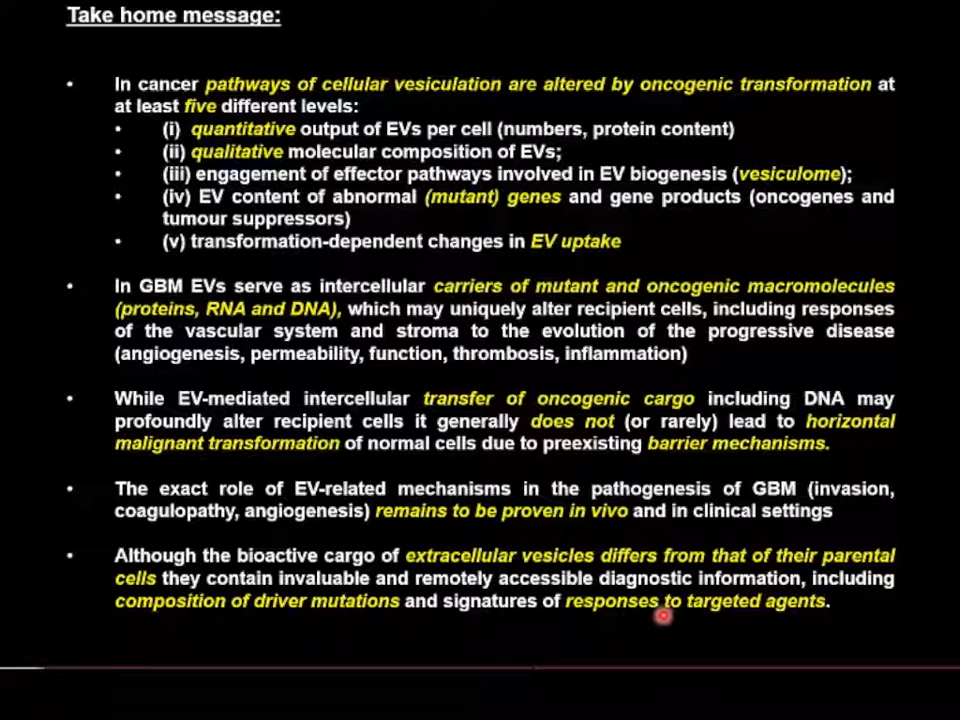 Take home message:
• In cancer pathways of cellular vesiculation are altered by oncogenic transformation at
at least five different levels:
• (i) quantitative output of EVs per cell (numbers, protein content)
• (ii) qualitative molecular composition of EVs;
• (iii) engagement of effector pathways involved in EV biogenesis (vesiculome);
• (iv) EV content of abnormal (mutant) genes and gene products (oncogenes and
tumour suppressors)
• (v) transformation-dependent changes in EV uptake
• In GBM EVs serve as intercellular carriers of mutant and oncogenic macromolecules
(proteins, RNA and DNA), which may uniquely alter recipient cells, including responses
of the vascular system and stroma to the evolution of the progressive disease
(angiogenesis, permeability, function, thrombosis, inflammation)
• While EV-mediated intercellular transfer of oncogenic cargo including DNA may
profoundly alter recipient cells it generally does not (or rarely) lead to horizontal
malignant transformation of normal cells due to preexisting barrier mechanisms.
• The exact role of EV-related mechanisms in the pathogenesis of GBM (invasion,
coagulopathy, angiogenesis) remains to be proven in vivo and in clinical settings
• Although the bioactive cargo of extracellular vesicles differs from that of their parental
cells they contain invaluable and remotely accessible diagnostic information, including
composition of driver mutations and signatures of responses to targeted agents.